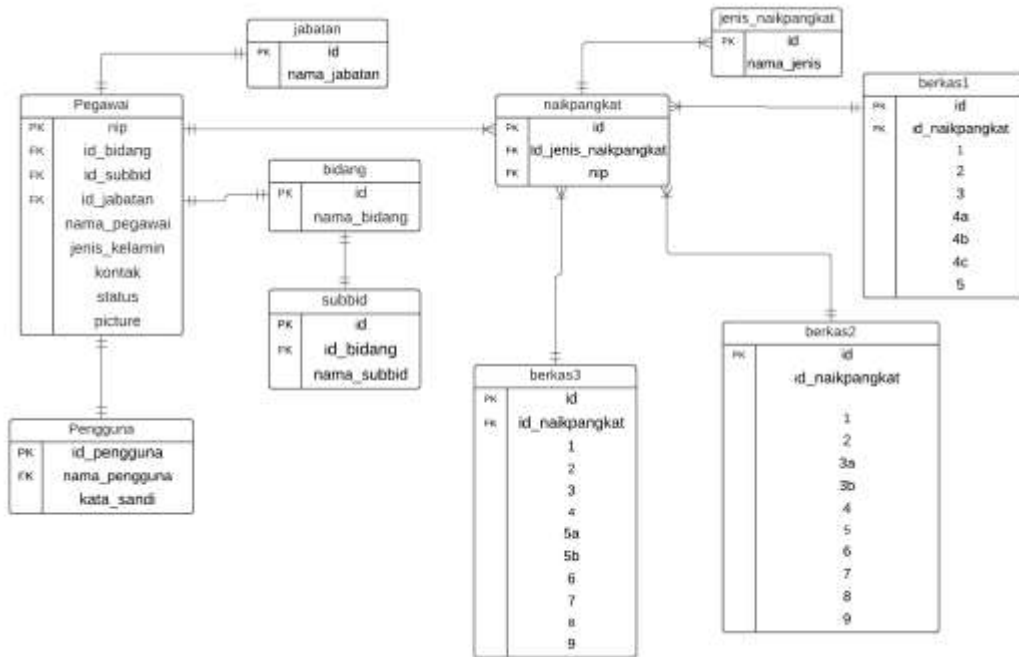 jabatan
PK id
nama_jabatan
jenis_naikpangkat
PK id
nama_jenis
Pegawai
PK nip
FK id_bidang
FK id_subbid
FK id_jabatan
nama_pegawai
jenis_kelamin
kontak
status
picture
naikpangkat
PK id
FK id_jenis_naikpangkat
FK nip
berkas1
PK id
FK id_naikpangkat
1
2
3
4a
4b
4c
5
bidang
PK id
nama_bidang
subbid
PK id
FK id_bidang
nama_subbid
Pengguna
PK id_pengguna
FK nama_pengguna
kata_sandi
berkas3
PK id
FK id_naikpangkat
1
2
3
4
5a
5b
6
7
8
9
berkas2
PK id
id_naikpangkat
1
2
3a
3b
4
5
6
7
8
9